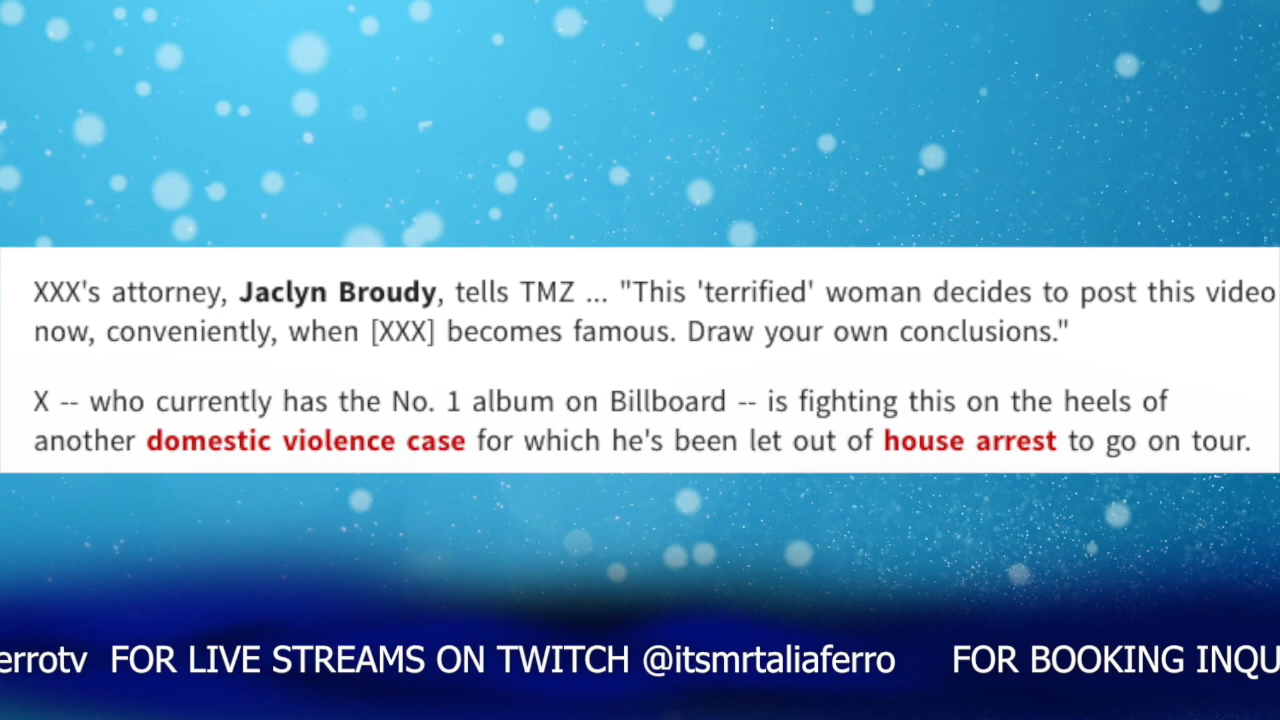 XXX's attorney, Jaclyn Broudy, tells TMZ ... "This 'terrified' woman decides to post this video
now, conveniently, when [XXX] becomes famous. Draw your own conclusions."
X -- who currently has the No. 1 album on Billboard -- is fighting this on the heels of
another domestic violence case for which he's been let out of house arrest to go on tour.
errotv FOR LIVE STREAMS ON TWITCH @itsmrtaliaferro FOR BOOKING INQU